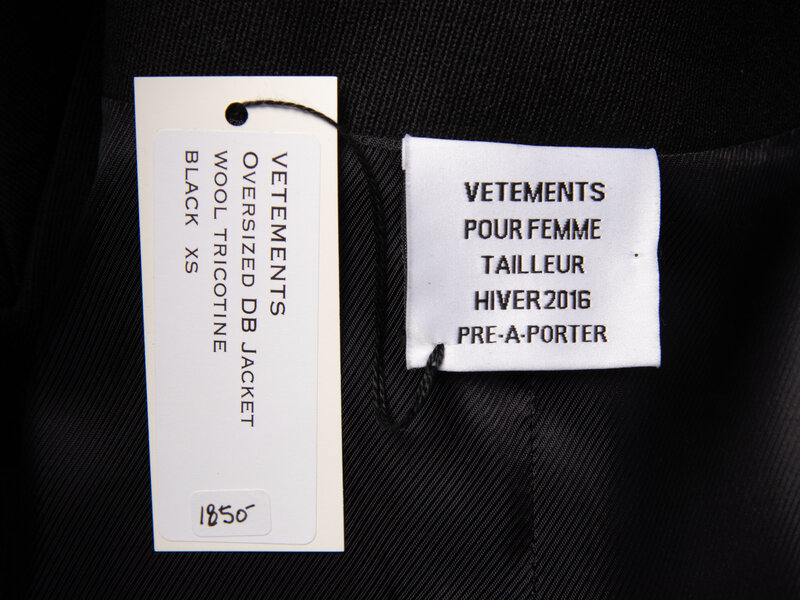 VETEMENTS
OVERSIZED DB JACKET
WOOL TRICOTINE
BLACK XS
1850-
VETEMENTS
POUR FEMME
TAILLEUR
HIVER 2016
PRE-A-PORTER